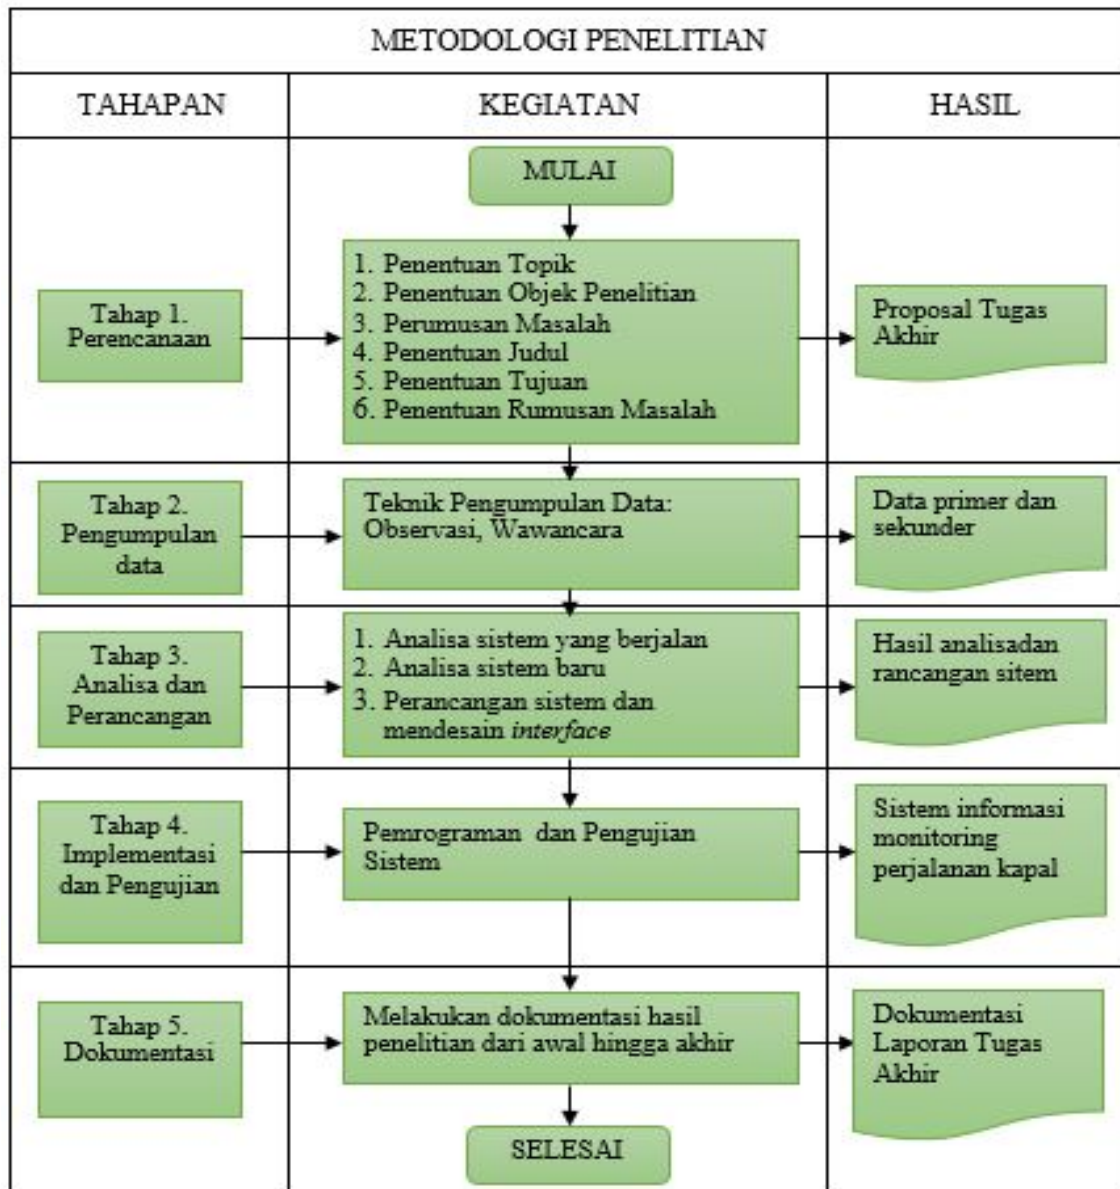 METODOLOGI PENELITIAN
TAHAPAN
KEGIATAN
HASIL
MULAI
Tahap 1.
Perencanaan
1. Penentuan Topik
2. Penentuan Objek Penelitian
3. Perumusan Masalah
4. Penentuan Judul
5. Penentuan Tujuan
6. Penentuan Rumusan Masalah
Proposal Tugas
Akhir
Tahap 2.
Pengumpulan
data
Teknik Pengumpulan Data:
Observasi, Wawancara
Data primer dan
sekunder
Tahap 3.
Analisa dan
Perancangan
1. Analisa sistem yang berjalan
2. Analisa sistem baru
3. Perancangan sistem dan
mendesain interface
Hasil analisadan
rancangan sitem
Tahap 4.
Implementasi
dan Pengujian
Pemrograman dan Pengujian
Sistem
Sistem informasi
monitoring
perjalanan kapal
Tahap 5.
Dokumentasi
Melakukan dokumentasi hasil
penelitian dari awal hingga akhir
Dokumentasi
Laporan Tugas
Akhir
SELESAI